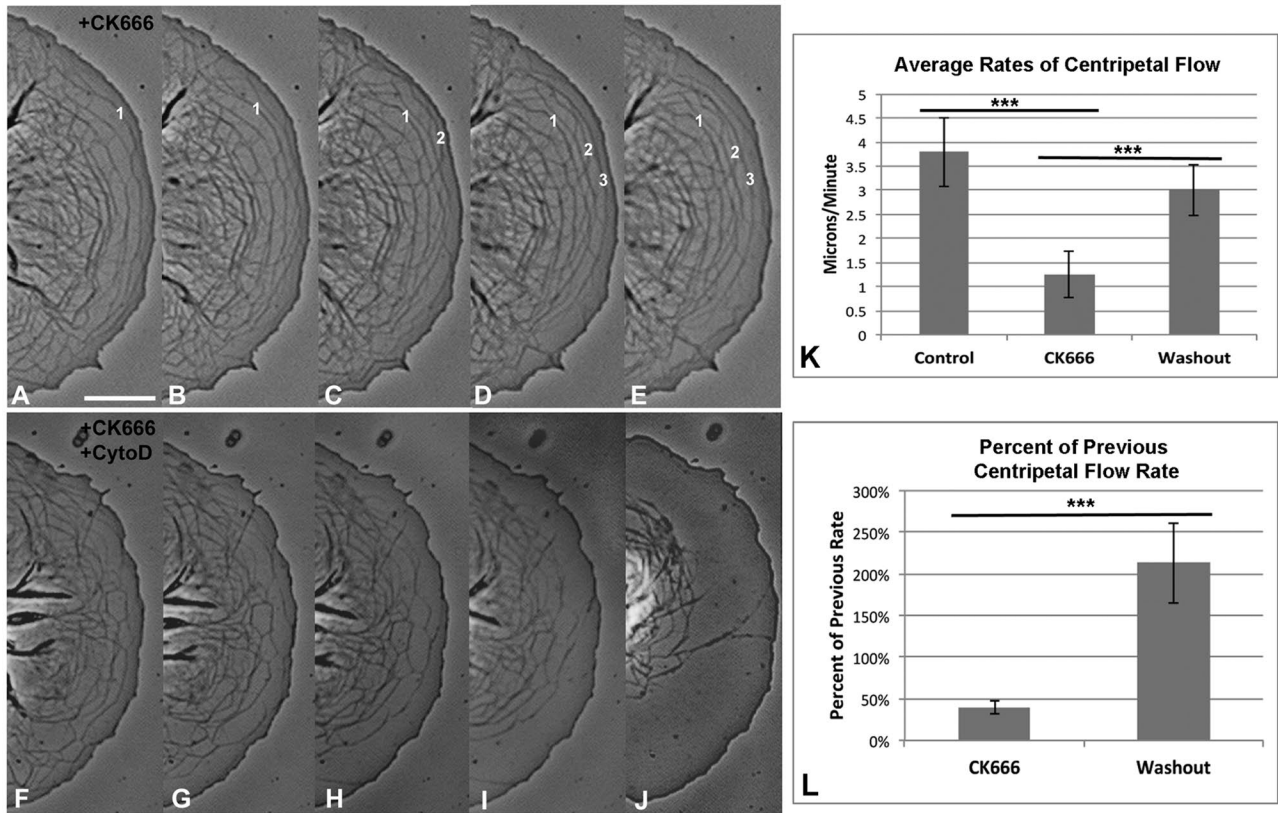 +CK666
1
1
1
2
1
2
3
1
2
3
A
B
C
D
E
+CK666
+CytoD
F
G
H
I
J
Average Rates of Centripetal Flow
Microns/Minute
5
4.5
4
3.5
3
2.5
2
1.5
1
0.5
0
***
***
Control
CK666
Washout
K
Percent of Previous
Centripetal Flow Rate
Percent of Previous Rate
300%
250%
200%
150%
100%
50%
0%
***
CK666
Washout
L